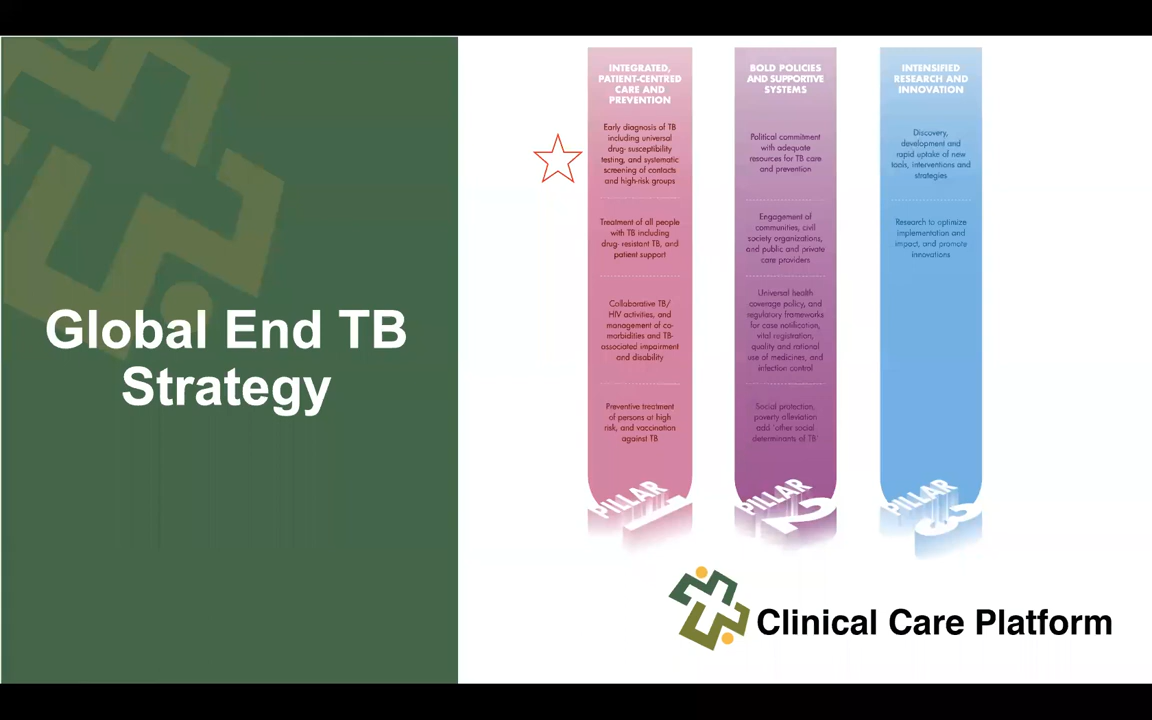 Global End TB
Strategy
INTEGRATED,
PATIENT-CENTRED
CARE AND
PREVENTION
Early diagnosis of TB
including universal
drug- susceptibility
testing, and systematic
screening of contacts
and high-risk groups
Treatment of all people
with TB including
drug- resistant TB, and
patient support
Collaborative TB/
HIV activities, and
management of co-
morbidities and TB-
associated impairment
and disability
Preventive treatment
of persons at high
risk, and vaccination
against TB
PILLAR 1
BOLD POLICIES
AND SUPPORTIVE
SYSTEMS
Political commitment
with adequate
resources for TB care
and prevention
Engagement of
communities, civil
society organizations,
and public and private
care providers
Universal health
coverage policy, and
regulatory frameworks
for case notification,
vital registration,
quality and rational
use of medicines, and
infection control
Social protection,
poverty alleviation
add 'other social
determinants of TB'
PILLAR 2
INTENSIFIED
RESEARCH AND
INNOVATION
Discovery,
development and
rapid uptake of new
tools, interventions and
strategies
Research to optimize
implementation and
impact, and promote
innovations
PILLAR 3
Clinical Care Platform